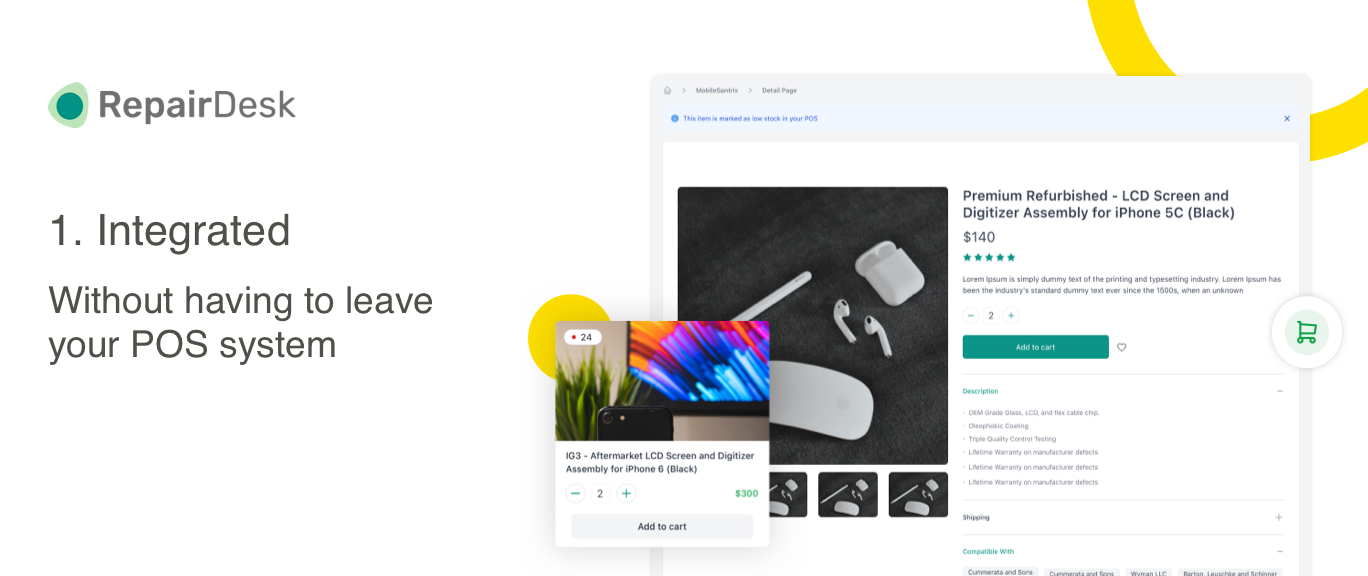 RepairDesk
1. Integrated
Without having to leave
your POS system
MobileSentrix
Detail Page
This item is marked as low stock in your POS
Premium Refurbished - LCD Screen and
Digitizer Assembly for iPhone 5C (Black)
$140
Lorem Ipsum is simply dummy text of the printing and typesetting industry. Lorem Ipsum has
been the industry's standard dummy text ever since the 1500s, when an unknown
2
Add to cart
Description
OEM Grade Glass, LCD, and flex cable chip.
Oleophobic Coating
Triple Quality Control Testing
Lifetime Warranty on manufacturer defects
Lifetime Warranty on manufacturer defects
Lifetime Warranty on manufacturer defects
Shipping
Compatible With
Cummerata and Sons
Cummerata and Sons
Wyman LLC
Barton, Leuschke and Schinner
24
IG3 - Aftermarket LCD Screen and Digitizer
Assembly for iPhone 6 (Black)
2
$300
Add to cart